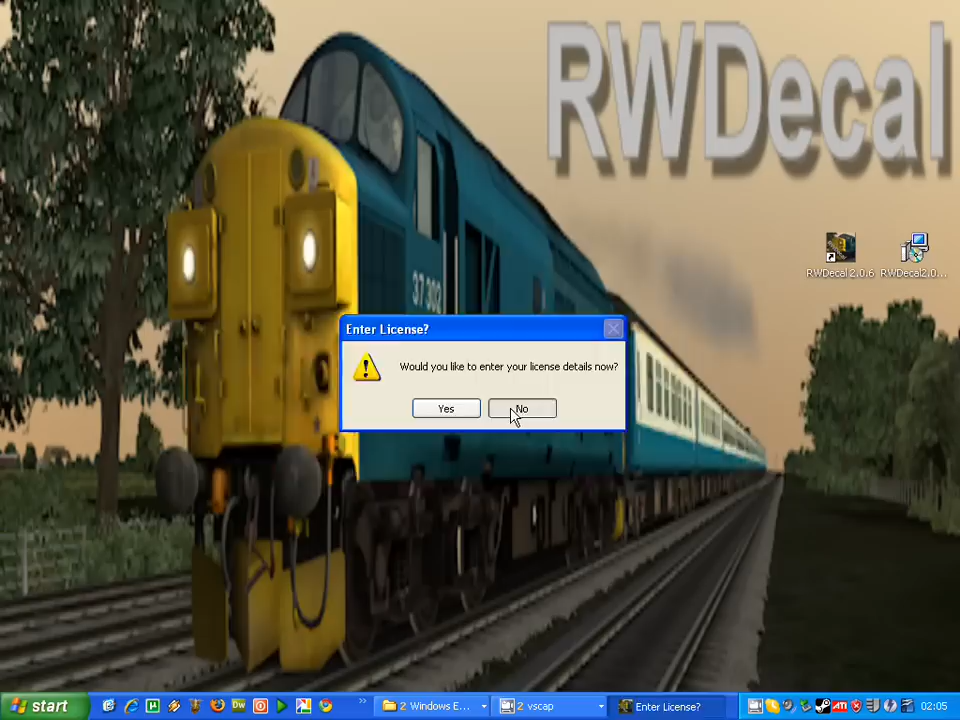 RWDecal
RWDecal 2.0.6
RWDecal2.0...
37 302
Enter License?
Would you like to enter your license details now?
Yes
No
start
2 Windows E...
2 vscap
Enter License?
02:05